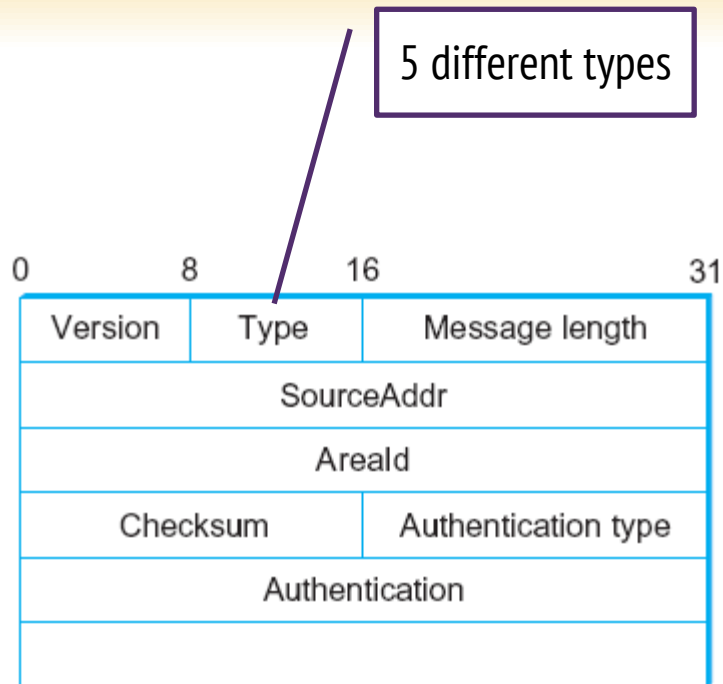 5 different types
0 8 16 31
Version Type Message length
SourceAddr
AreaId
Checksum Authentication type
Authentication